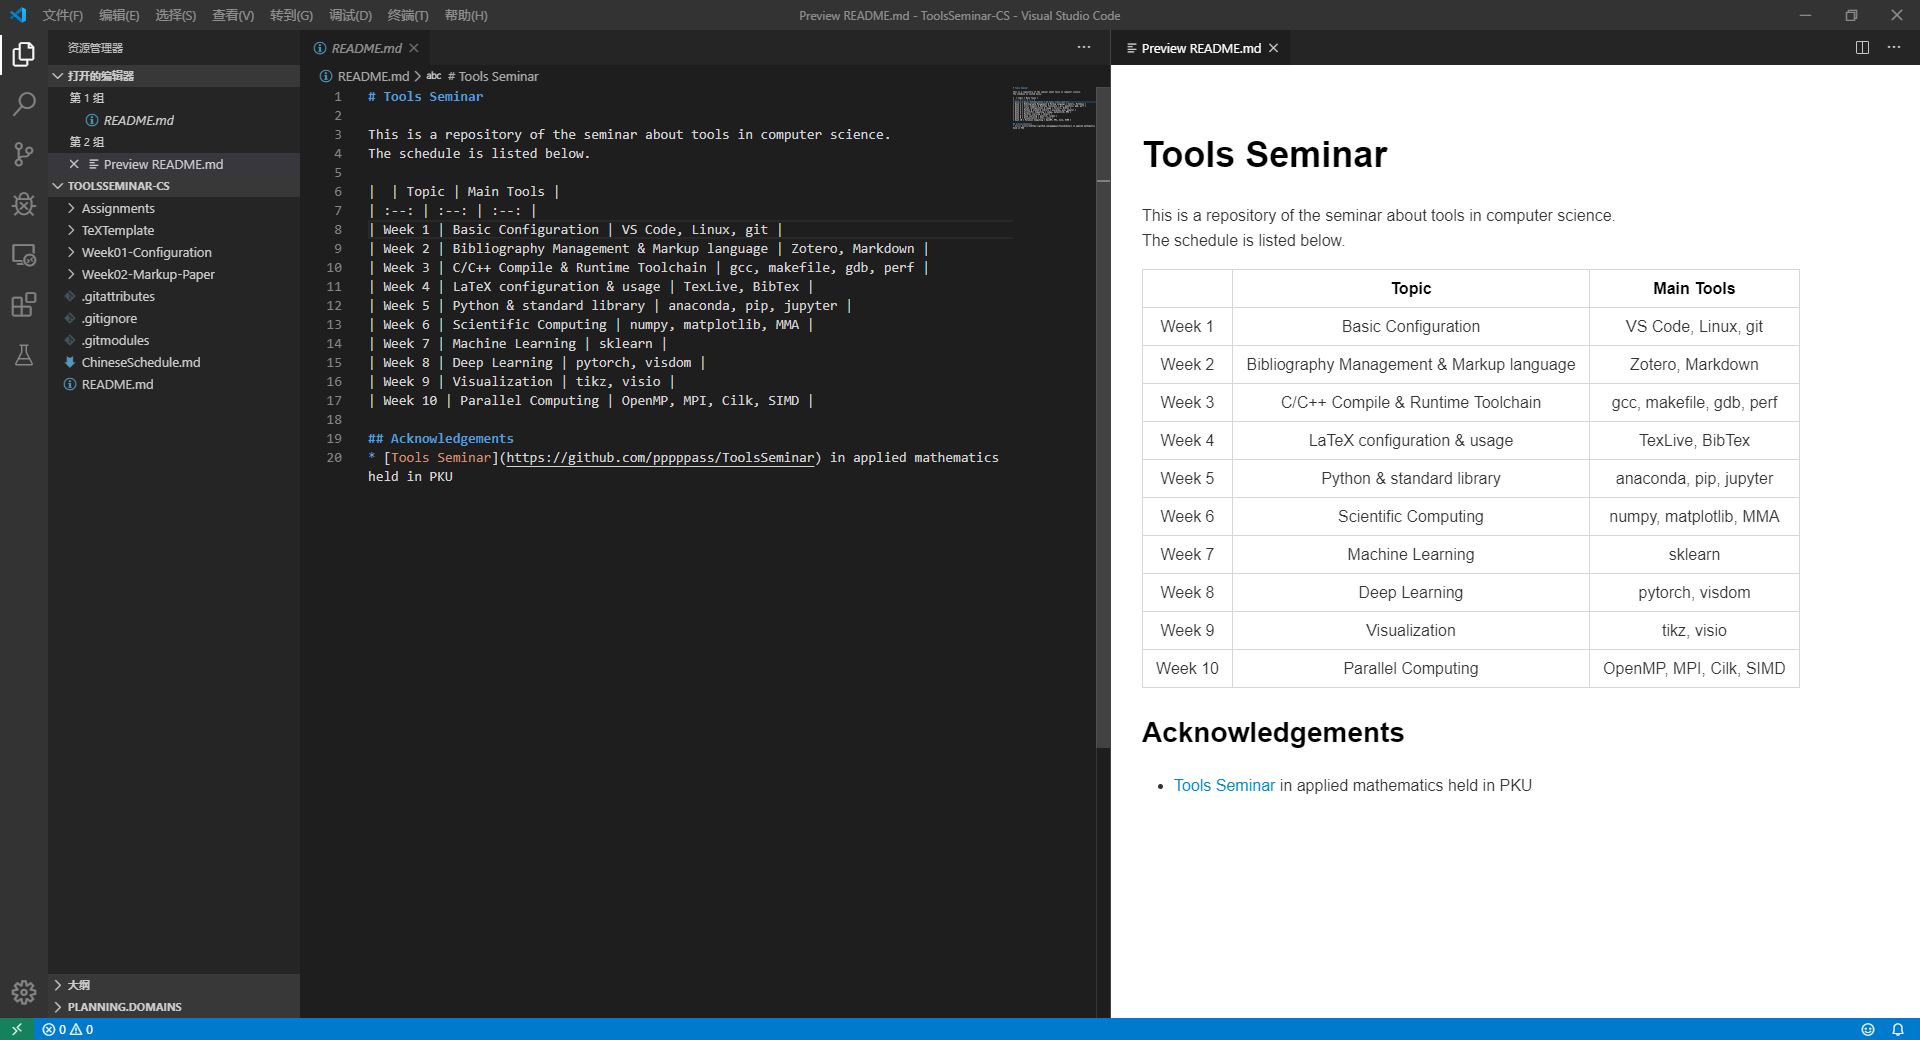 文件(F) 编辑(E) 选择(S) 查看(V) 转到(G) 调试(D) 终端(T) 帮助(H)
Preview README.md - ToolsSeminar-CS - Visual Studio Code
资源管理器
打开的编辑器
第 1 组
README.md
第 2 组
Preview README.md
TOOLSSEMINAR-CS
Assignments
TeXTemplate
Week01-Configuration
Week02-Markup-Paper
.gitattributes
.gitignore
.gitmodules
ChineseSchedule.md
README.md
大纲
PLANNING.DOMAINS
README.md
README.md > abc # Tools Seminar
1 # Tools Seminar
2
3 This is a repository of the seminar about tools in computer science.
4 The schedule is listed below.
5
6 |  | Topic | Main Tools |
7 | :--: | :--: | :--: |
8 | Week 1 | Basic Configuration | VS Code, Linux, git |
9 | Week 2 | Bibliography Management & Markup language | Zotero, Markdown |
10 | Week 3 | C/C++ Compile & Runtime Toolchain | gcc, makefile, gdb, perf |
11 | Week 4 | LaTeX configuration & usage | TexLive, BibTex |
12 | Week 5 | Python & standard library | anaconda, pip, jupyter |
13 | Week 6 | Scientific Computing | numpy, matplotlib, MMA |
14 | Week 7 | Machine Learning | sklearn |
15 | Week 8 | Deep Learning | pytorch, visdom |
16 | Week 9 | Visualization | tikz, visio |
17 | Week 10 | Parallel Computing | OpenMP, MPI, Cilk, SIMD |
18
19 ## Acknowledgements
20 * [Tools Seminar](https://github.com/pppppass/ToolsSeminar) in applied mathematics
held in PKU
Preview README.md
Tools Seminar
This is a repository of the seminar about tools in computer science.
The schedule is listed below.
Topic Main Tools
Week 1 Basic Configuration VS Code, Linux, git
Week 2 Bibliography Management & Markup language Zotero, Markdown
Week 3 C/C++ Compile & Runtime Toolchain gcc, makefile, gdb, perf
Week 4 LaTeX configuration & usage TexLive, BibTex
Week 5 Python & standard library anaconda, pip, jupyter
Week 6 Scientific Computing numpy, matplotlib, MMA
Week 7 Machine Learning sklearn
Week 8 Deep Learning pytorch, visdom
Week 9 Visualization tikz, visio
Week 10 Parallel Computing OpenMP, MPI, Cilk, SIMD
Acknowledgements
• Tools Seminar in applied mathematics held in PKU
0 0